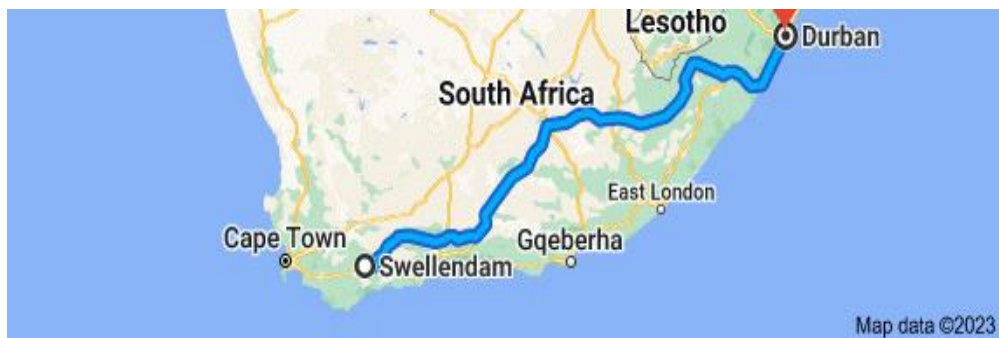 Lesotho
Durban
South Africa
East London
Cape Town
Gqeberha
Swellendam
Map data ©2023